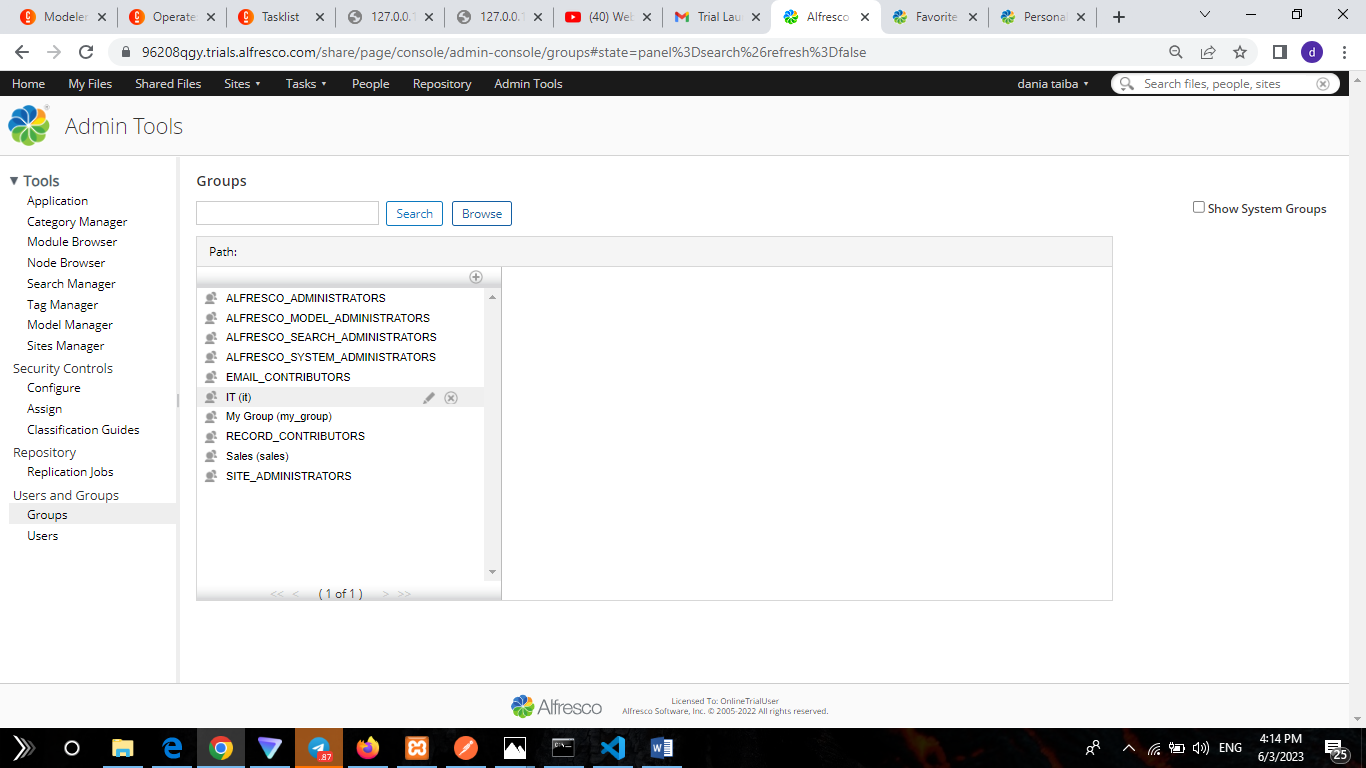 Modeler
Operate
Tasklist
127.0.0.1
127.0.0.1
(40) Web
Trial Lau
Alfresco
Favorite
Personal
96208qgy.trials.alfresco.com/share/page/console/admin-console/groups#state=panel%3Dsearch%26refresh%3Dfalse
d
Home My Files Shared Files Sites Tasks People Repository Admin Tools dania taiba Search files, people, sites
Admin Tools
Tools
Application
Category Manager
Module Browser
Node Browser
Search Manager
Tag Manager
Model Manager
Sites Manager
Security Controls
Configure
Assign
Classification Guides
Repository
Replication Jobs
Users and Groups
Groups
Users
Groups
Search Browse
Show System Groups
Path:
ALFRESCO_ADMINISTRATORS
ALFRESCO_MODEL_ADMINISTRATORS
ALFRESCO_SEARCH_ADMINISTRATORS
ALFRESCO_SYSTEM_ADMINISTRATORS
EMAIL_CONTRIBUTORS
IT (it)
My Group (my_group)
RECORD_CONTRIBUTORS
Sales (sales)
SITE_ADMINISTRATORS
<< < ( 1 of 1 ) > >>
Alfresco
Licensed To: OnlineTrialUser
Alfresco Software, Inc. © 2005-2022 All rights reserved.
.87
ENG
4:14 PM
6/3/2023
25